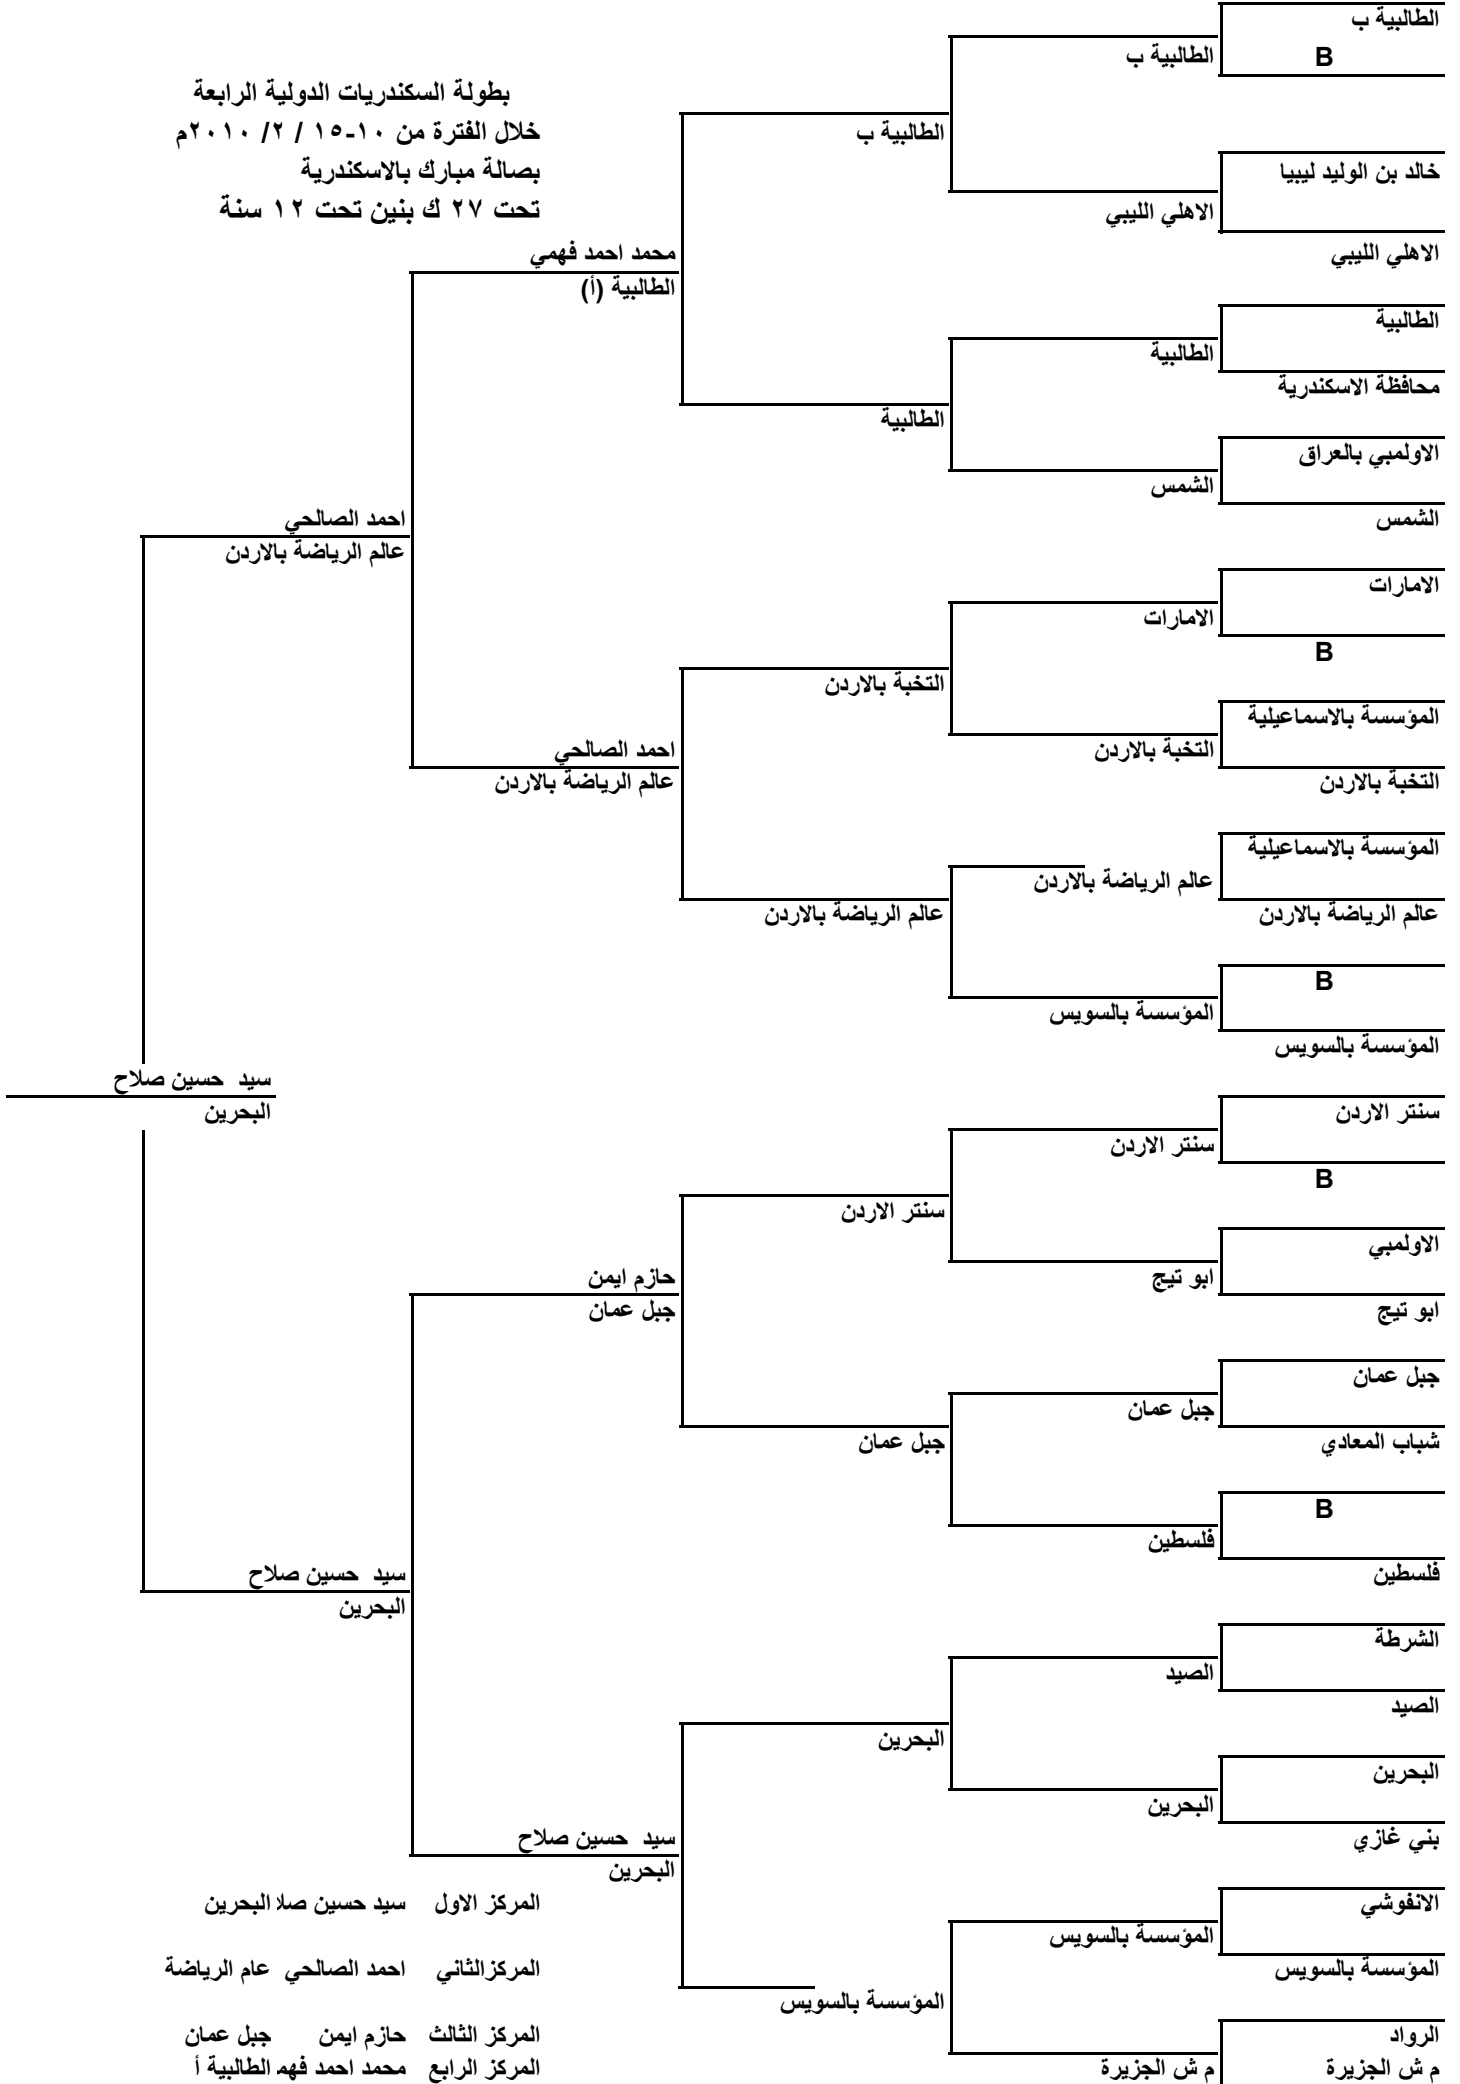 بطولة السكندريات الدولية الرابعة
خلال الفترة من ١٠-١٥ / ٢/ ٢٠١٠م
بصالة مبارك بالاسكندرية
تحت ٢٧ ك بنين تحت ١٢ سنة
الطالبية ب
B
الطالبية ب
الطالبية ب
خالد بن الوليد ليبيا
الاهلي الليبي
الاهلي الليبي
محمد احمد فهمي
الطالبية (أ)
الطالبية
الطالبية
محافظة الاسكندرية
الطالبية
الاولمبي بالعراق
الشمس
الشمس
احمد الصالحي
عالم الرياضة بالاردن
الامارات
الامارات
B
التخبة بالاردن
المؤسسة بالاسماعيلية
التخبة بالاردن
التخبة بالاردن
احمد الصالحي
عالم الرياضة بالاردن
المؤسسة بالاسماعيلية
عالم الرياضة بالاردن
عالم الرياضة بالاردن
عالم الرياضة بالاردن
B
المؤسسة بالسويس
المؤسسة بالسويس
سيد حسين صلاح
البحرين
سنتر الاردن
سنتر الاردن
B
سنتر الاردن
الاولمبي
ابو تيج
ابو تيج
حازم ايمن
جبل عمان
جبل عمان
جبل عمان
شباب المعادي
جبل عمان
B
فلسطين
فلسطين
سيد حسين صلاح
البحرين
الشرطة
الصيد
الصيد
البحرين
البحرين
البحرين
بني غازي
سيد حسين صلاح
البحرين
الانفوشي
المؤسسة بالسويس
المؤسسة بالسويس
المؤسسة بالسويس
الرواد
م ش الجزيرة
م ش الجزيرة
المركز الاول سيد حسين صلا البحرين
المركزالثاني احمد الصالحي عام الرياضة
المركز الثالث حازم ايمن جبل عمان
المركز الرابع محمد احمد فهم الطالبية أ